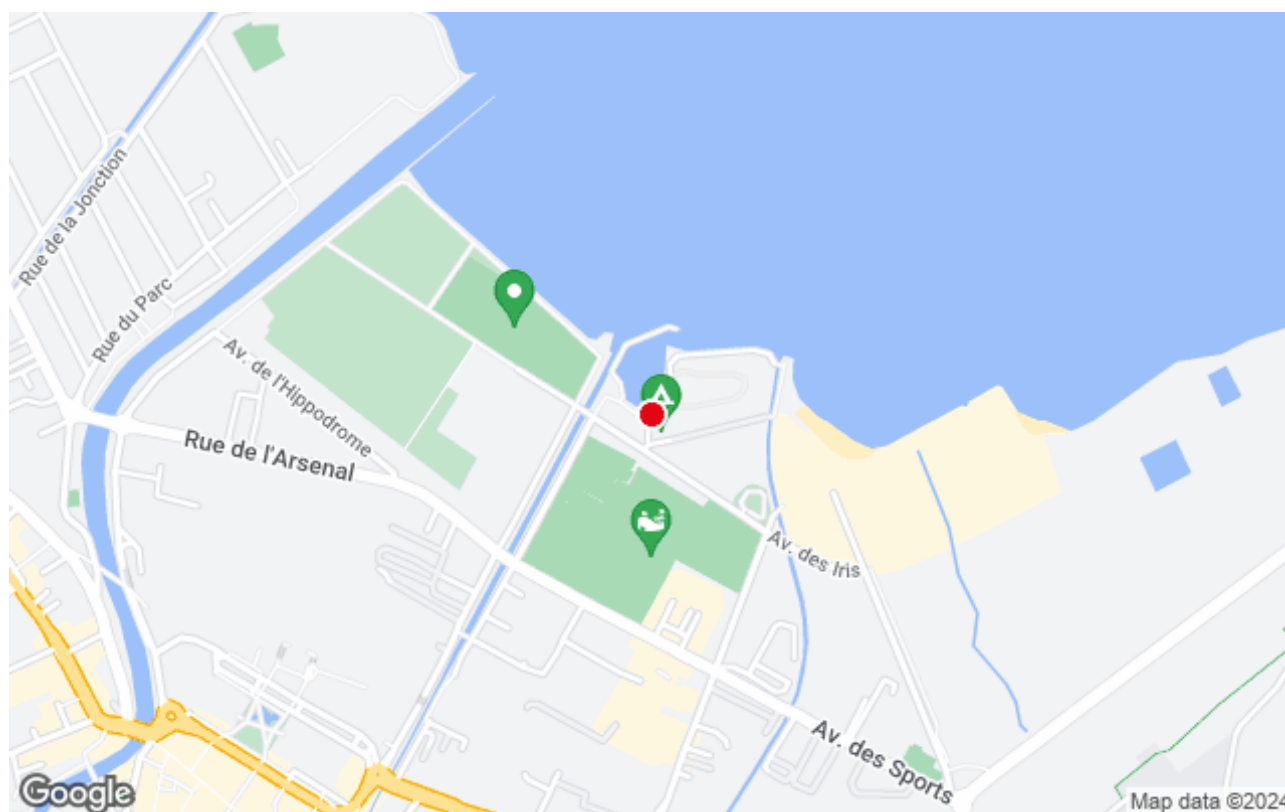 Rue de la Jonction
Rue du Parc
Av. de l'Hippodrome
Rue de l'Arsenal
Av. des Iris
Av. des Sports
Google
Map data ©2024